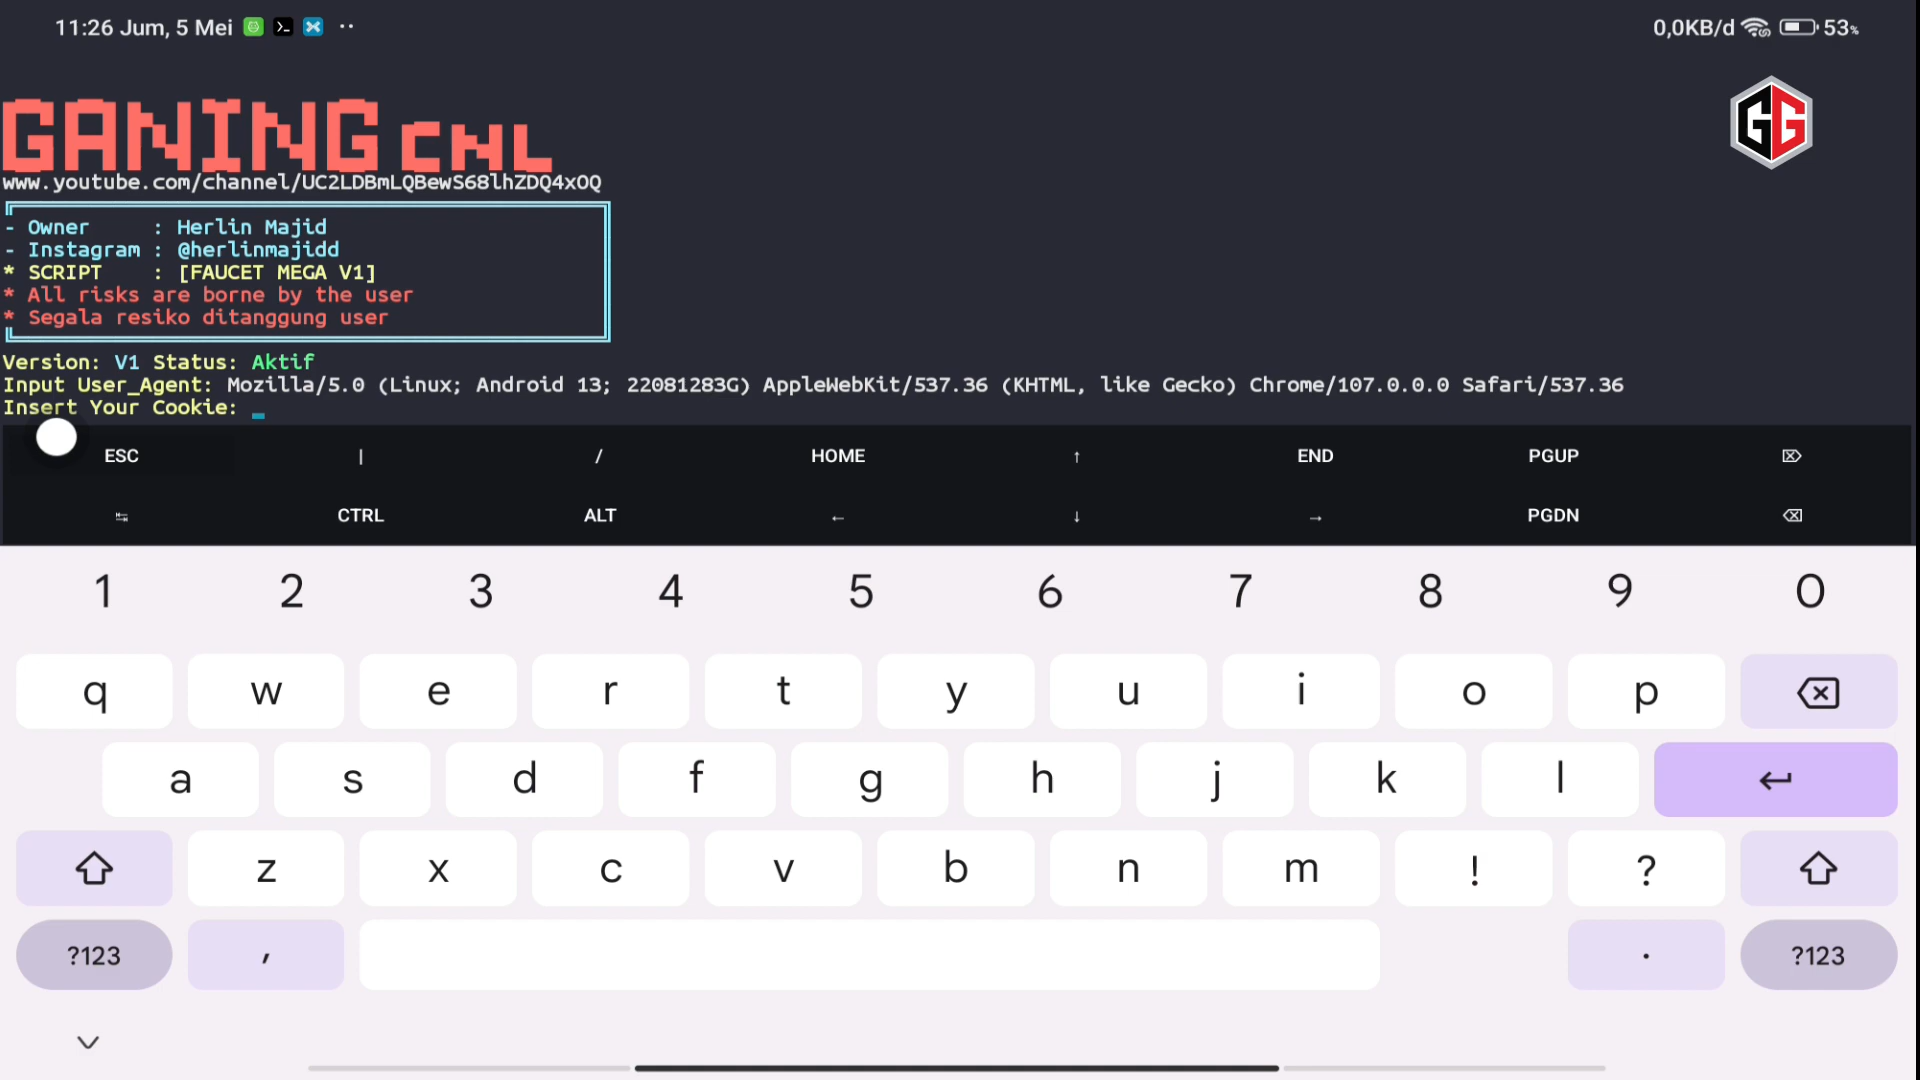 11:26 Jum, 5 Mei
0,0KB/d 53%
GANING CNL
GG
www.youtube.com/channel/UC2LDBmLQBewS68lhZDQ4xOQ
- Owner : Herlin Majid
- Instagram : @herlinmajidd
* SCRIPT : [FAUCET MEGA V1]
* All risks are borne by the user
* Segala resiko ditanggung user
Version: V1 Status: Aktif
Input User_Agent: Mozilla/5.0 (Linux; Android 13; 22081283G) AppleWebKit/537.36 (KHTML, like Gecko) Chrome/107.0.0.0 Safari/537.36
Insert Your Cookie:
ESC | / HOME ↑ END PGUP ⌦
↹ CTRL ALT ← ↓ → PGDN ⌫
1 2 3 4 5 6 7 8 9 0
q w e r t y u i o p
a s d f g h j k l
z x c v b n m ! ?
?123 , . ?123